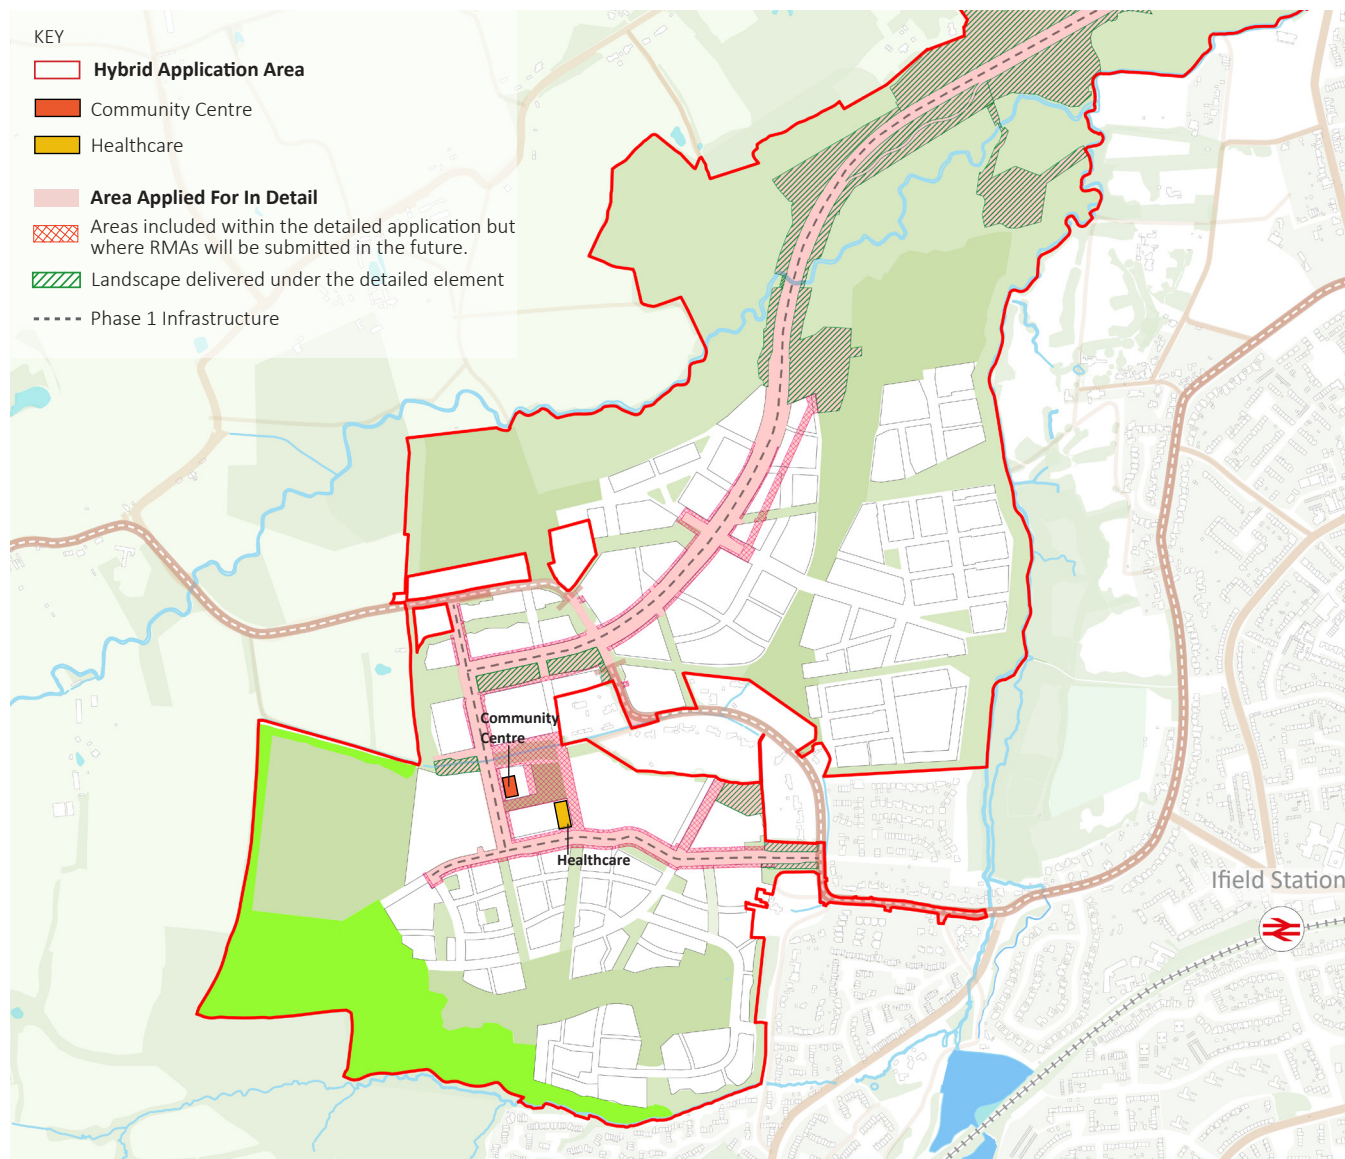 KEY
Hybrid Application Area
Community Centre
Healthcare
Area Applied For In Detail
Areas included within the detailed application but
where RMAs will be submitted in the future.
Landscape delivered under the detailed element
Phase 1 Infrastructure
Community
Centre
Healthcare
Ifield Station